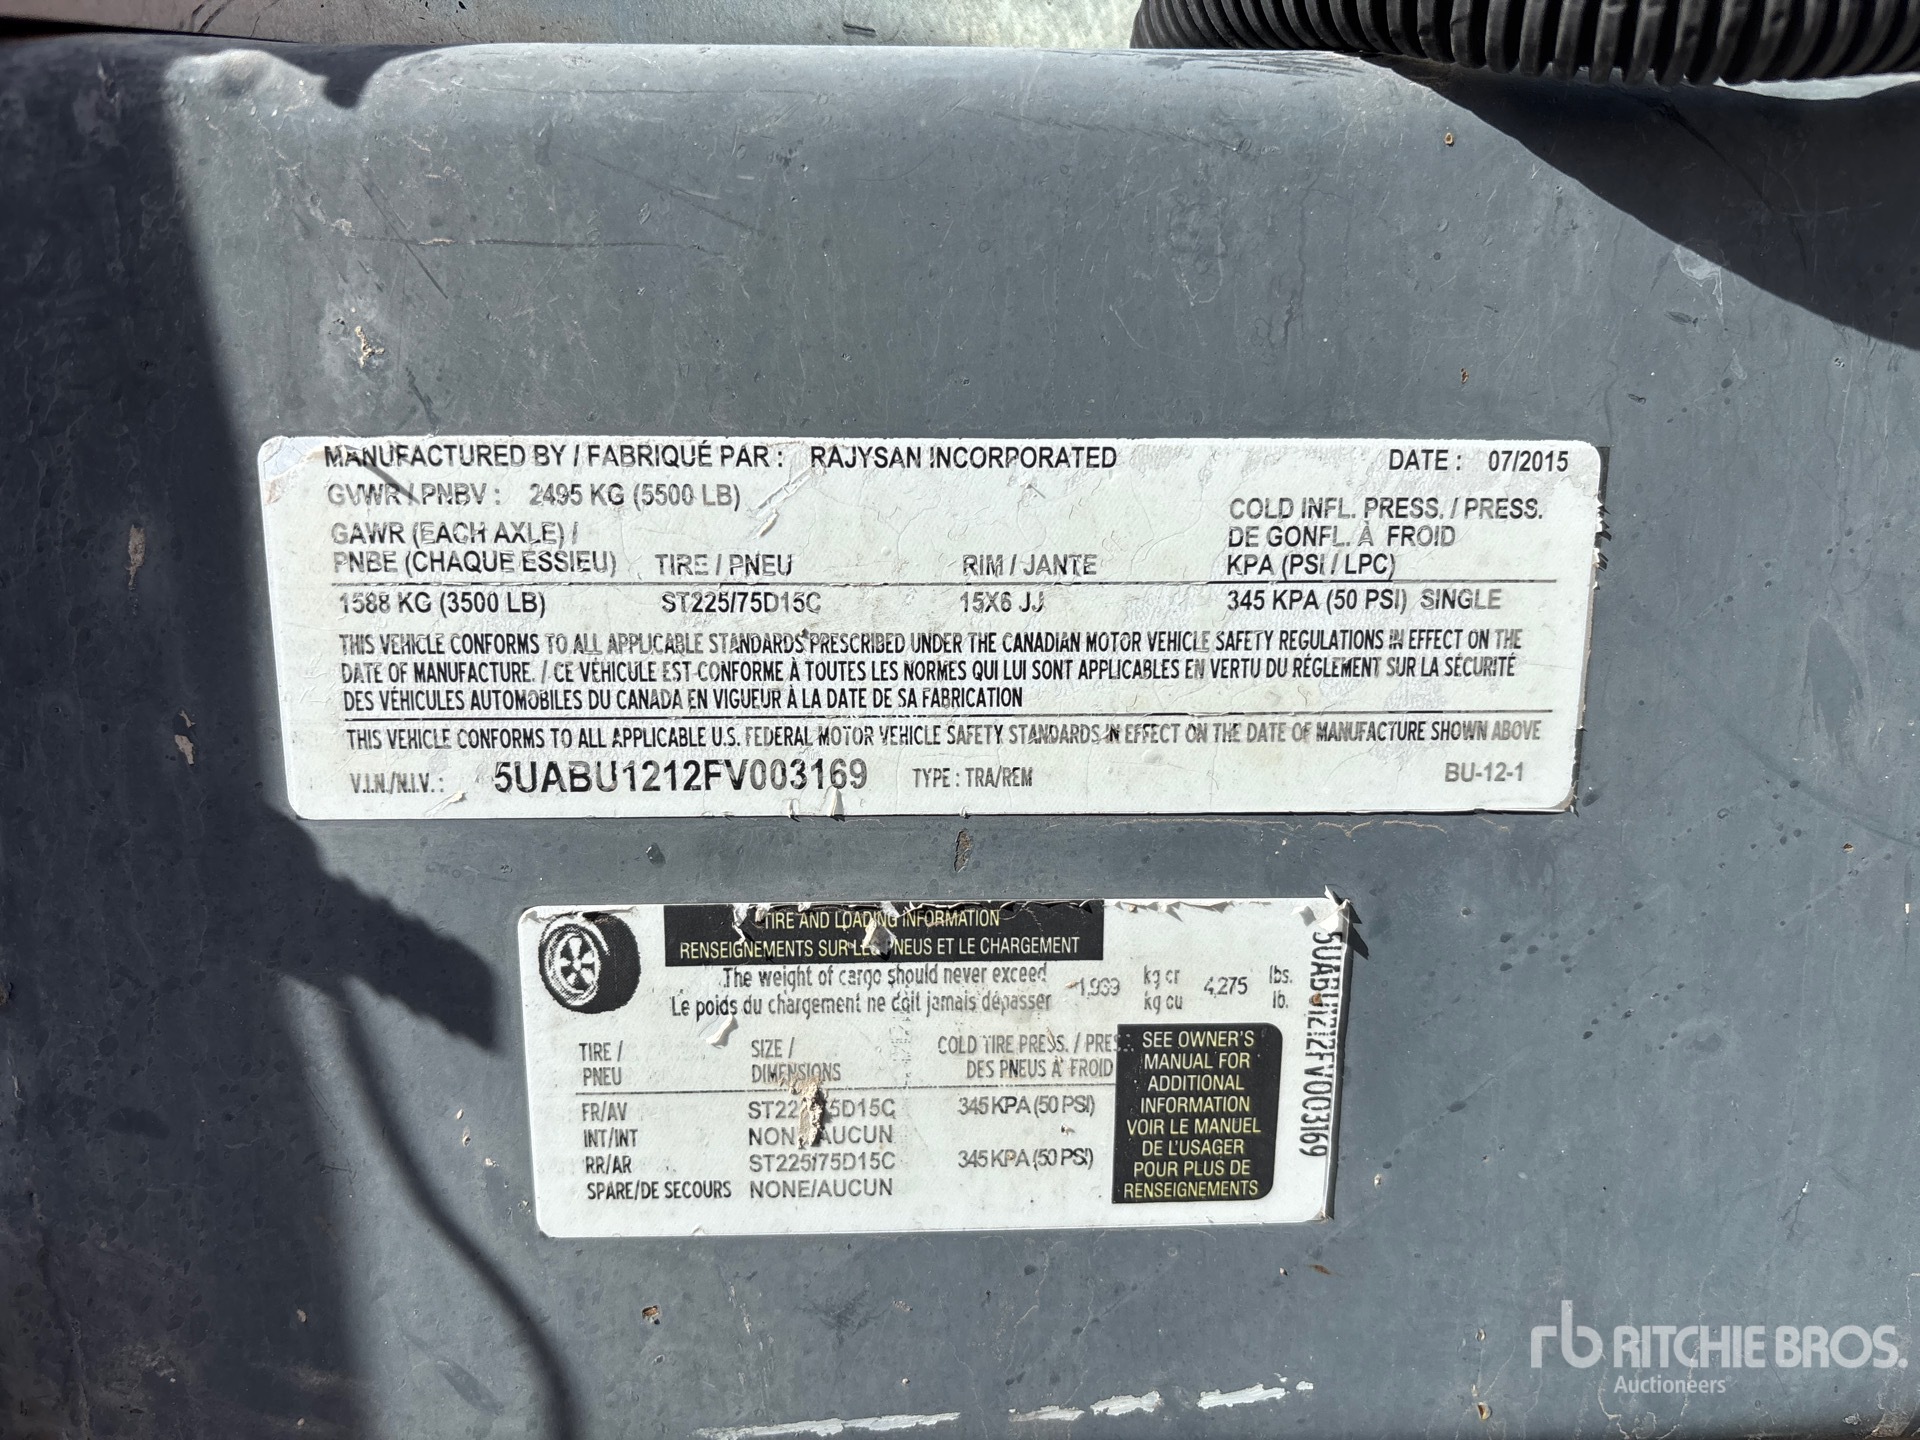 MANUFACTURED BY / FABRIQUÉ PAR : RAJYSAN INCORPORATED DATE : 07/2015
GVWR / PNBV : 2495 KG (5500 LB)
GAWR (EACH AXLE) / COLD INFL. PRESS. / PRESS.
DE GONFL. À FROID
PNBE (CHAQUE ESSIEU) TIRE / PNEU RIM / JANTE KPA (PSI / LPC)
1588 KG (3500 LB) ST225/75D15C 15X6 JJ 345 KPA (50 PSI) SINGLE
THIS VEHICLE CONFORMS TO ALL APPLICABLE STANDARDS PRESCRIBED UNDER THE CANADIAN MOTOR VEHICLE SAFETY REGULATIONS IN EFFECT ON THE
DATE OF MANUFACTURE. / CE VÉHICULE EST CONFORME À TOUTES LES NORMES QUI LUI SONT APPLICABLES EN VERTU DU RÉGLEMENT SUR LA SÉCURITÉ
DES VÉHICULES AUTOMOBILES DU CANADA EN VIGUEUR À LA DATE DE SA FABRICATION
THIS VEHICLE CONFORMS TO ALL APPLICABLE U.S. FEDERAL MOTOR VEHICLE SAFETY STANDARDS IN EFFECT ON THE DATE OF MANUFACTURE SHOWN ABOVE
V.I.N./N.I.V. : 5UABU1212FV003169 TYPE : TRA/REM BU-12-1
TIRE AND LOADING INFORMATION
RENSEIGNEMENTS SUR LES PNEUS ET LE CHARGEMENT
The weight of cargo should never exceed kg or lbs.
Le poids du chargement ne doit jamais dépasser 1,939 kg ou 4,275 lb.
TIRE / SIZE / COLD TIRE PRESS. / PRESS.
PNEU DIMENSIONS DES PNEUS À FROID
FR/AV ST225/75D15C 345 KPA (50 PSI)
INT/INT NONE/AUCUN
RR/AR ST225/75D15C 345 KPA (50 PSI)
SPARE/DE SECOURS NONE/AUCUN
SEE OWNER'S
MANUAL FOR
ADDITIONAL
INFORMATION
VOIR LE MANUEL
DE L'USAGER
POUR PLUS DE
RENSEIGNEMENTS
5UABU1212FV003169
rb RITCHIE BROS.
Auctioneers